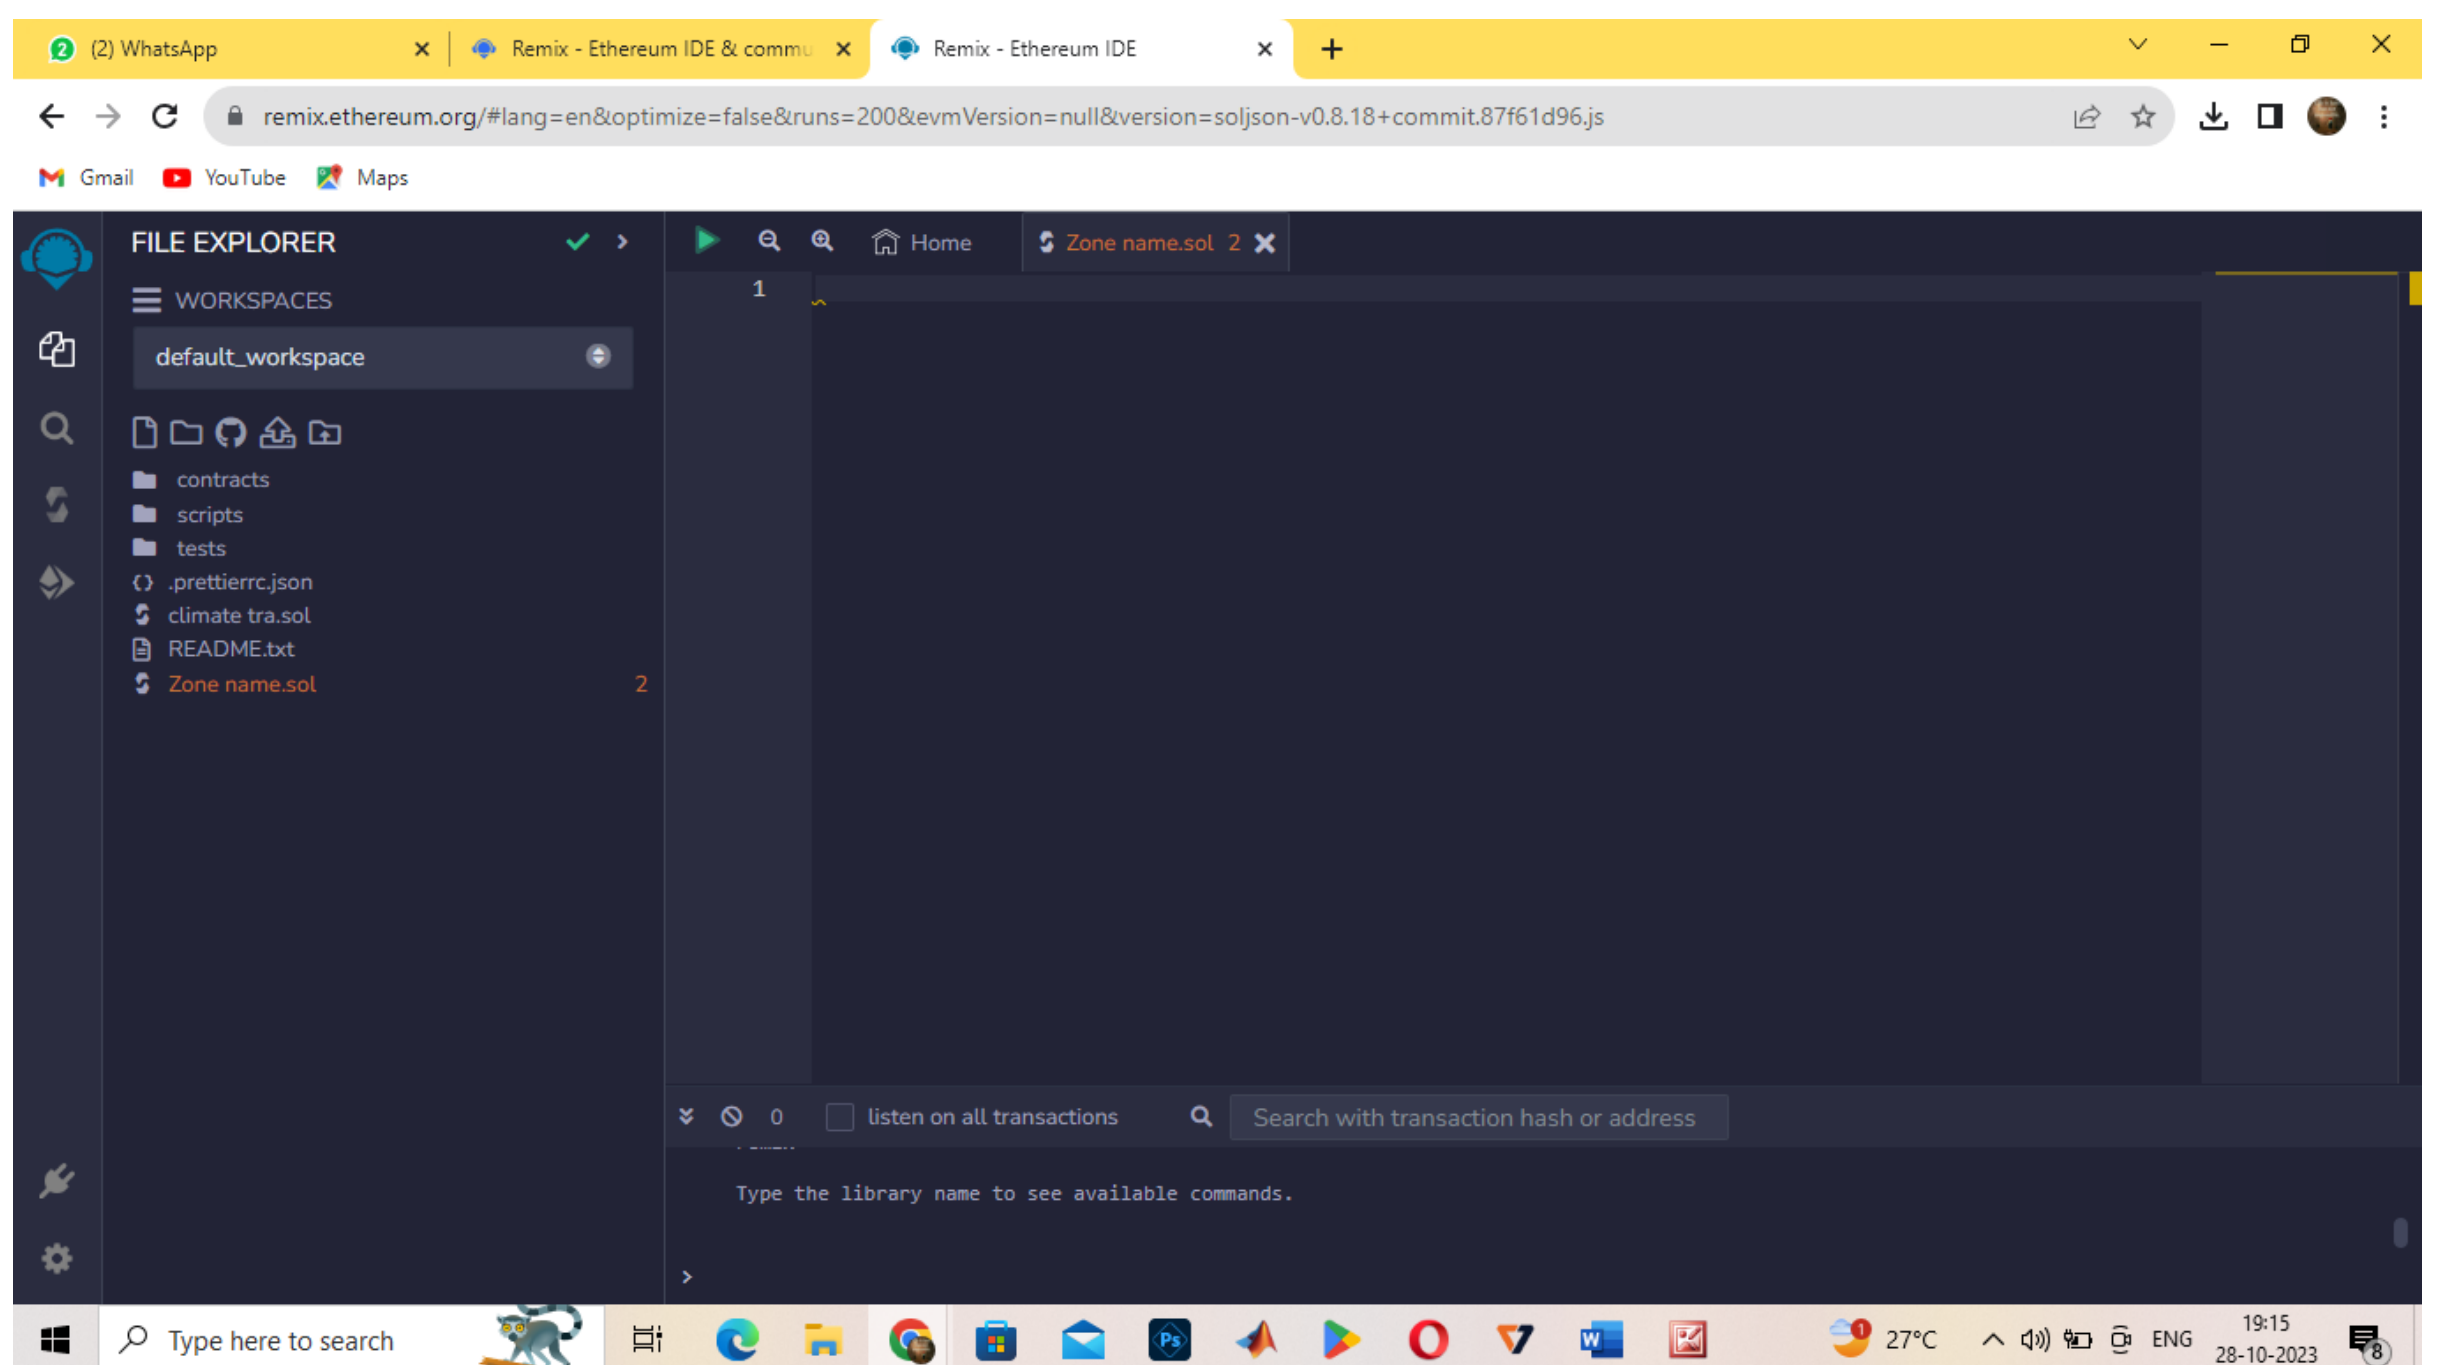 2 (2) WhatsApp
Remix - Ethereum IDE & commu
Remix - Ethereum IDE
remix.ethereum.org/#lang=en&optimize=false&runs=200&evmVersion=null&version=soljson-v0.8.18+commit.87f61d96.js
Gmail YouTube Maps
FILE EXPLORER
WORKSPACES
default_workspace
contracts
scripts
tests
.prettierrc.json
climate tra.sol
README.txt
Zone name.sol 2
Home
Zone name.sol 2
1
0 listen on all transactions
Search with transaction hash or address
Type the library name to see available commands.
>
Type here to search
Ps
W
1
27°C
ENG
19:15
28-10-2023
8